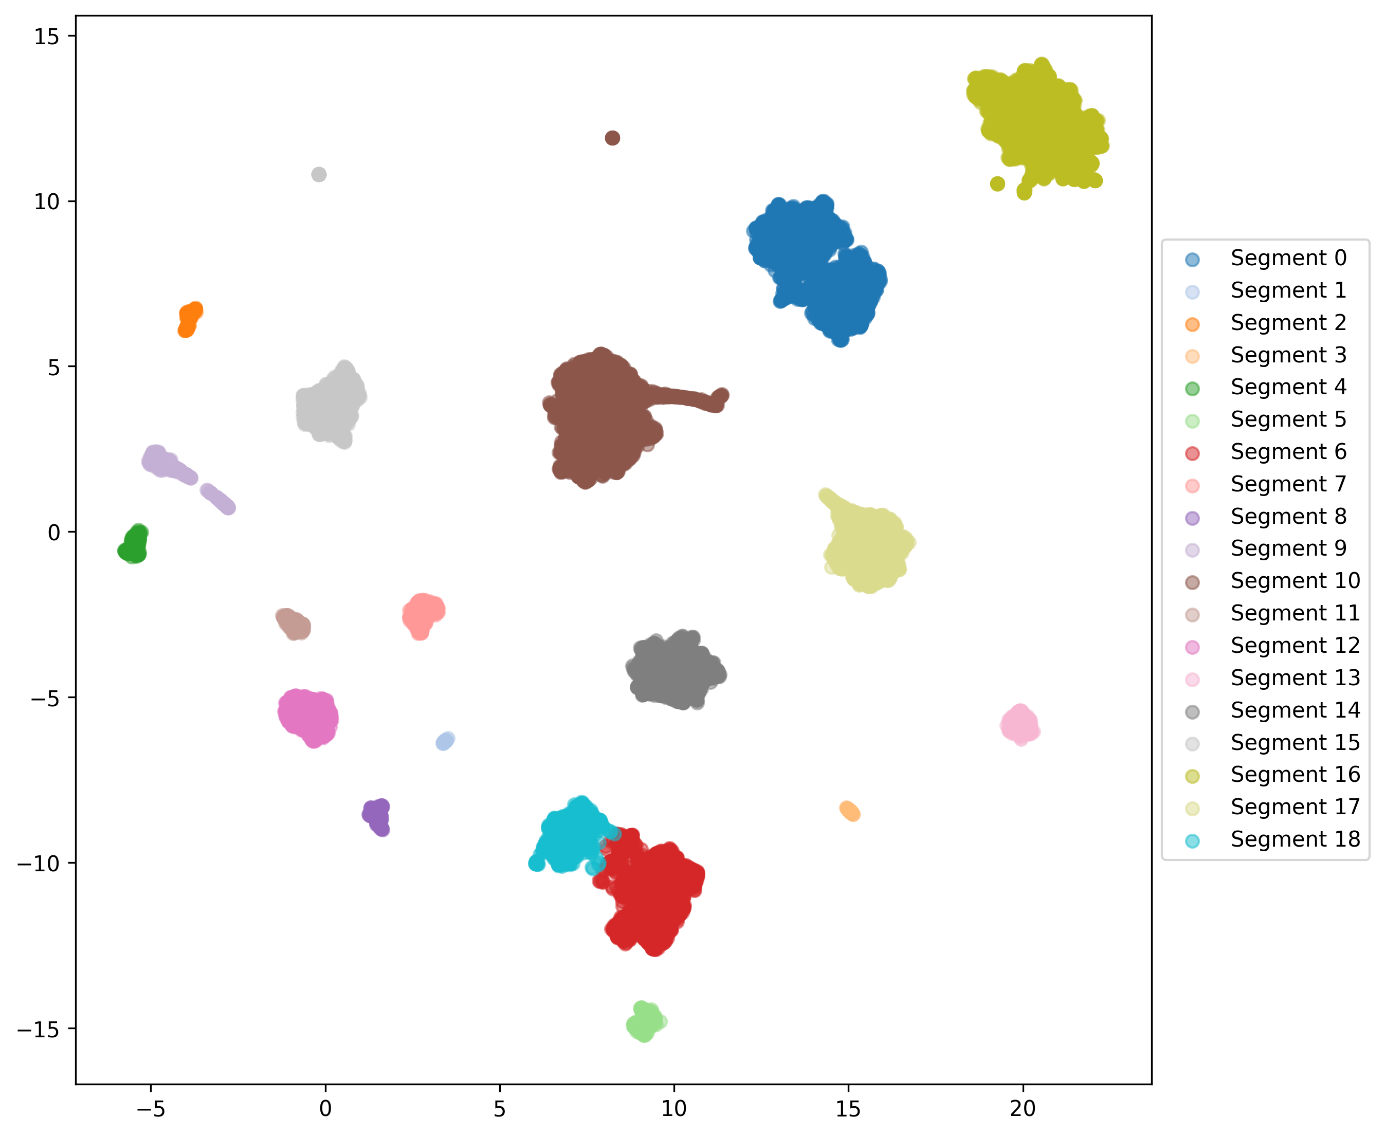 15
10
5
0
−5
−10
−15
−5
0
5
10
15
20
Segment 0
Segment 1
Segment 2
Segment 3
Segment 4
Segment 5
Segment 6
Segment 7
Segment 8
Segment 9
Segment 10
Segment 11
Segment 12
Segment 13
Segment 14
Segment 15
Segment 16
Segment 17
Segment 18